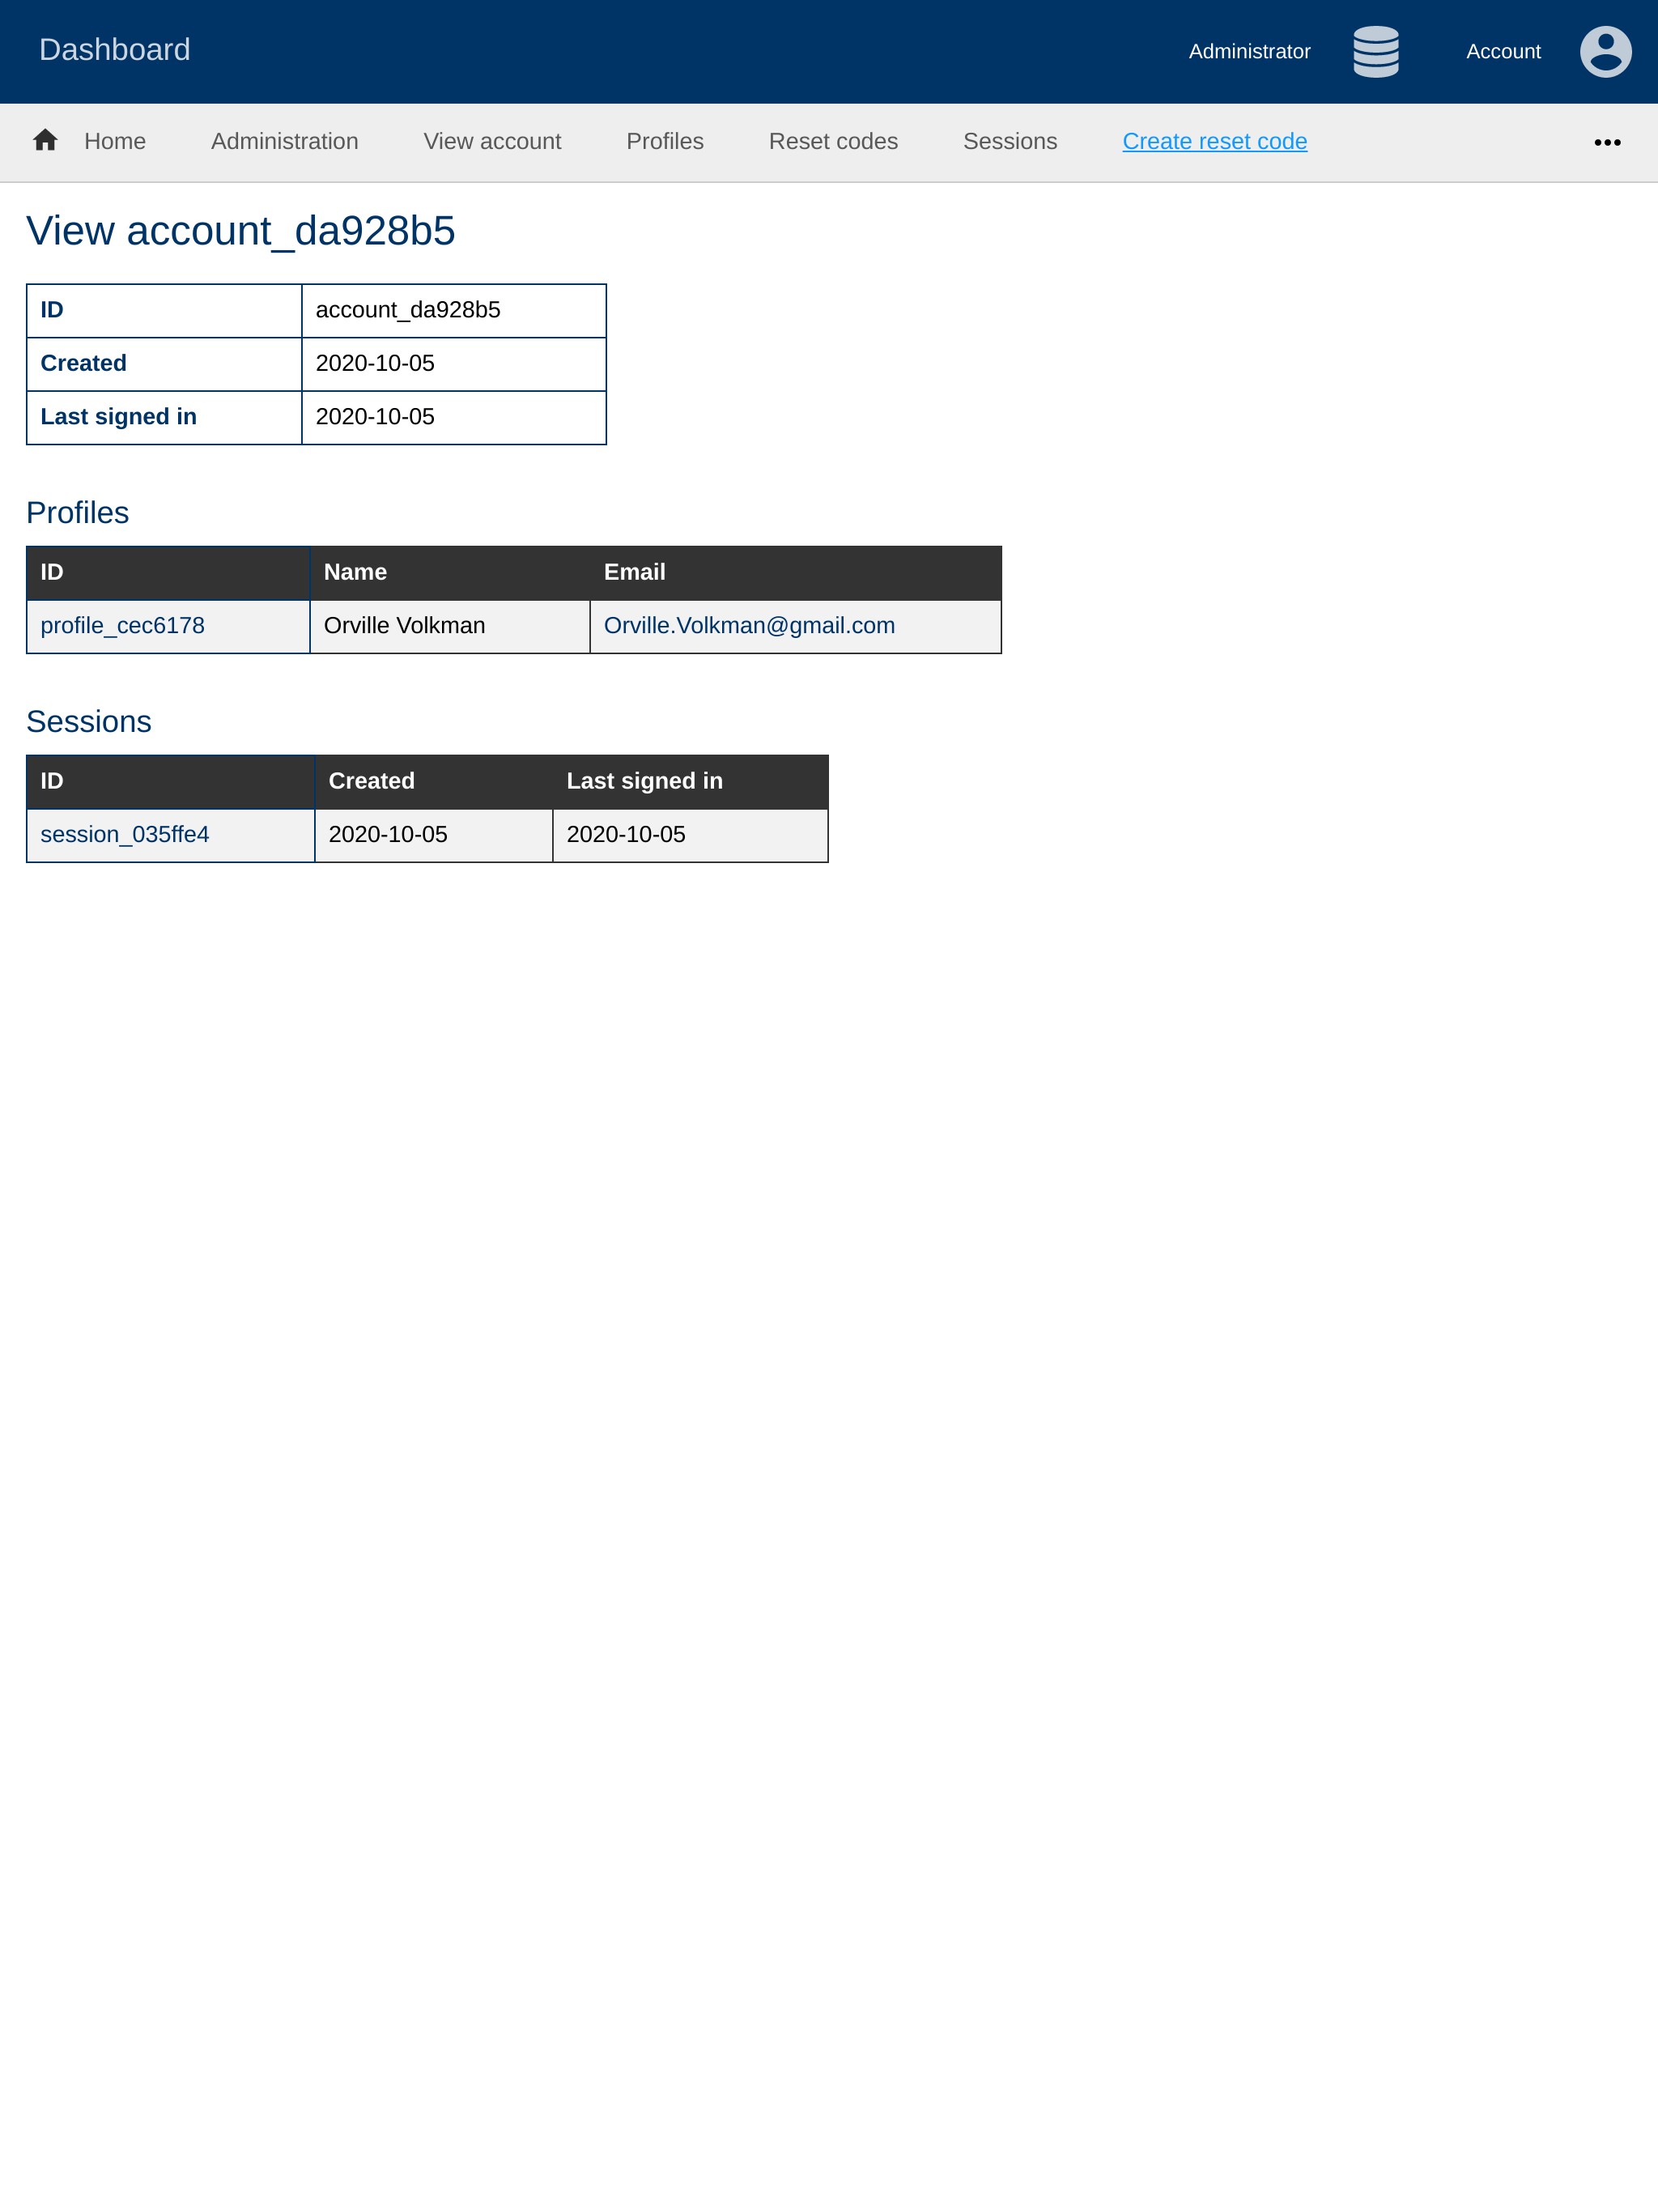 Dashboard Administrator Account
Home Administration View account Profiles Reset codes Sessions Create reset code
View account_da928b5
ID account_da928b5
Created 2020-10-05
Last signed in 2020-10-05
Profiles
ID Name Email
profile_cec6178 Orville Volkman Orville.Volkman@gmail.com
Sessions
ID Created Last signed in
session_035ffe4 2020-10-05 2020-10-05